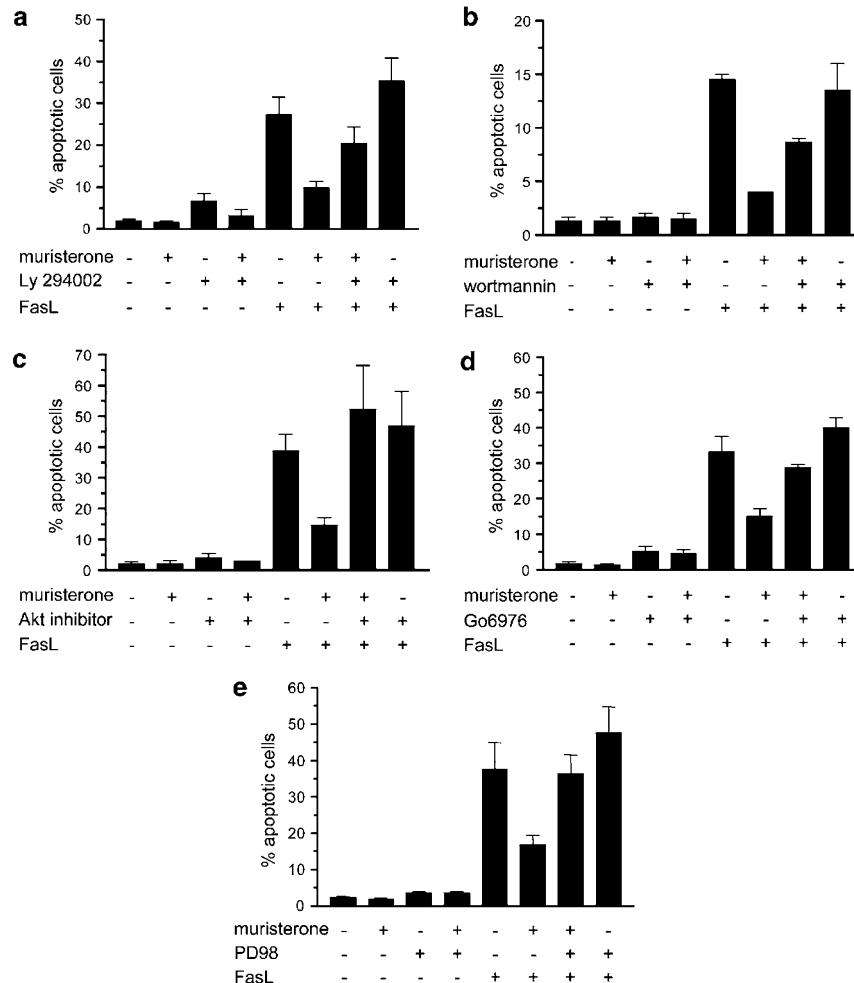 a
% apoptotic cells
50
40
30
20
10
0
muristerone - + - + - + + -
Ly 294002 - - + + - - + +
FasL - - - - + + + +
b
% apoptotic cells
15
10
5
0
muristerone - + - + - + + -
wortmannin - - + + - - + +
FasL - - - - + + + +
c
% apoptotic cells
70
60
50
40
30
20
10
0
muristerone - + - + - + + -
Akt inhibitor - - + + - - + +
FasL - - - - + + + +
d
% apoptotic cells
60
50
40
30
20
10
0
muristerone - + - + - + + -
Go6976 - - + + - - + +
FasL - - - - + + + +
e
% apoptotic cells
60
50
40
30
20
10
0
muristerone - + - + - + + -
PD98 - - + + - - + +
FasL - - - - + + + +